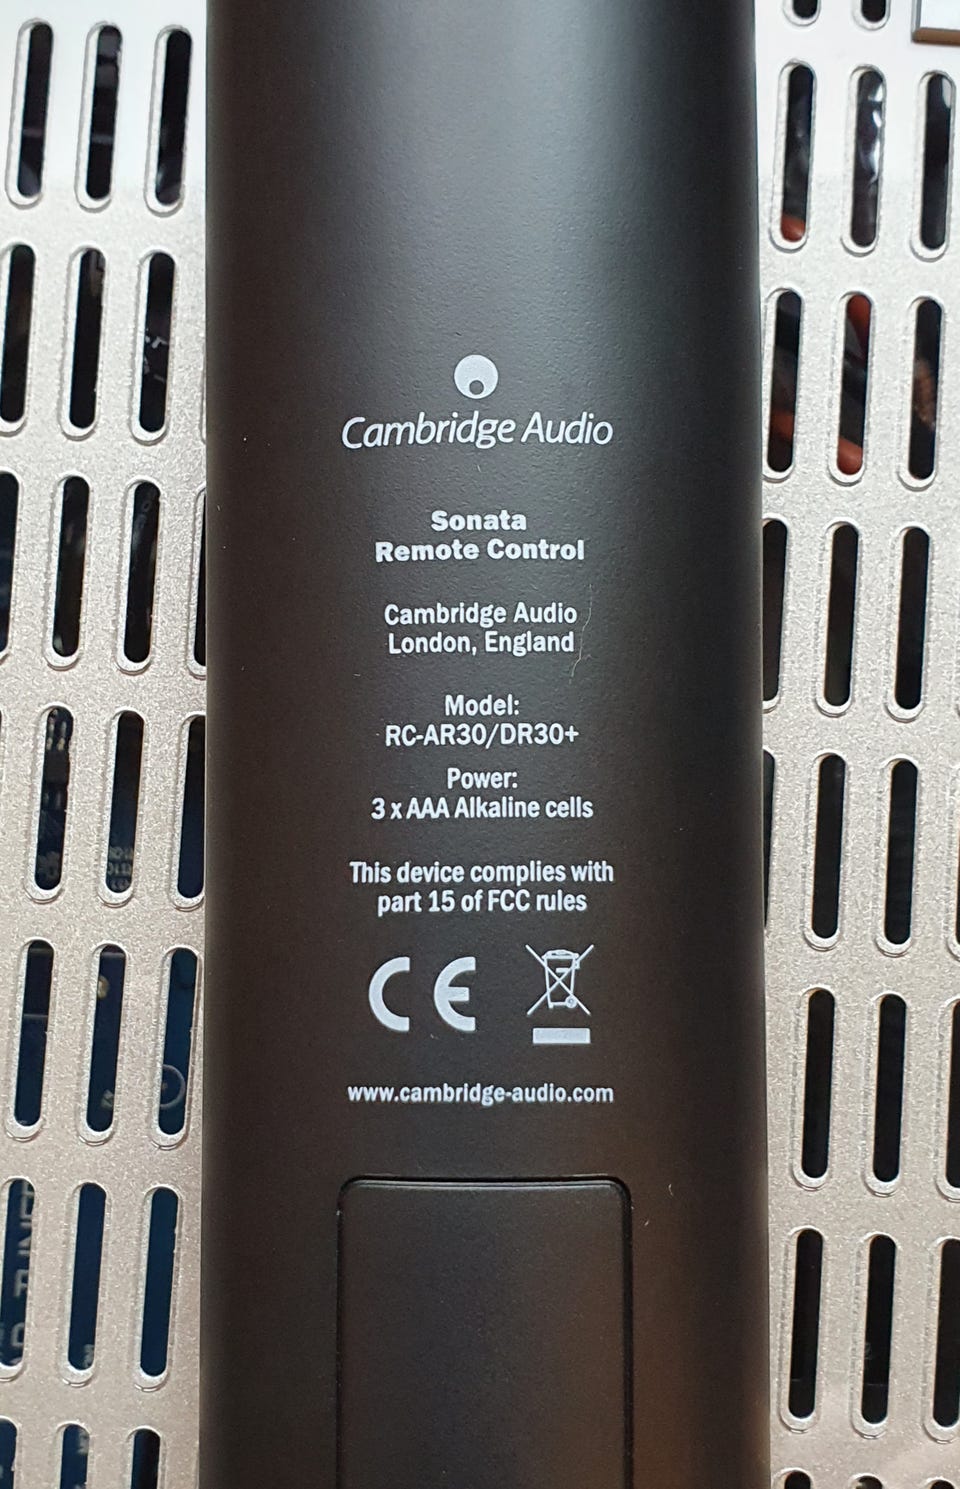 Cambridge Audio
Sonata
Remote Control
Cambridge Audio
London, England
Model:
RC-AR30/DR30+
Power:
3 x AAA Alkaline cells
This device complies with
part 15 of FCC rules
CE
www.cambridge-audio.com